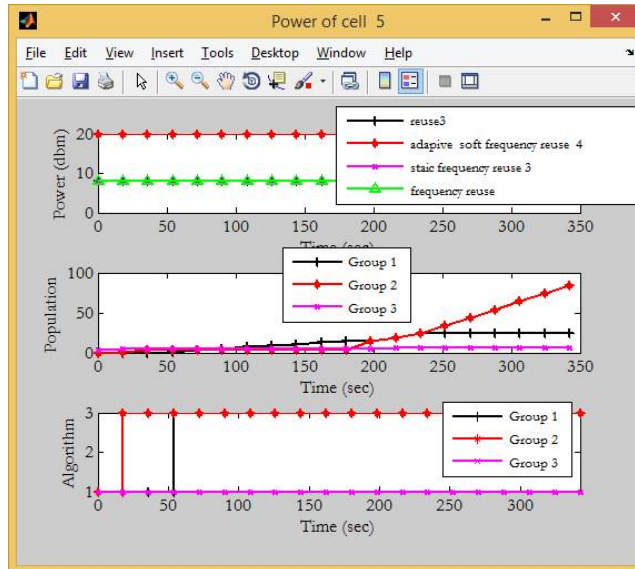 Power of cell 5
File Edit View Insert Tools Desktop Window Help
Power (dbm)
20
10
0
0 50 100 150 200 250 300 350
Time (sec)
reuse3
adapive soft frequency reuse 4
staic frequency reuse 3
frequency reuse
Population
100
50
0
0 50 100 150 200 250 300 350
Time (sec)
Group 1
Group 2
Group 3
Algorithm
3
2
1
0 50 100 150 200 250 300
Time (sec)
Group 1
Group 2
Group 3